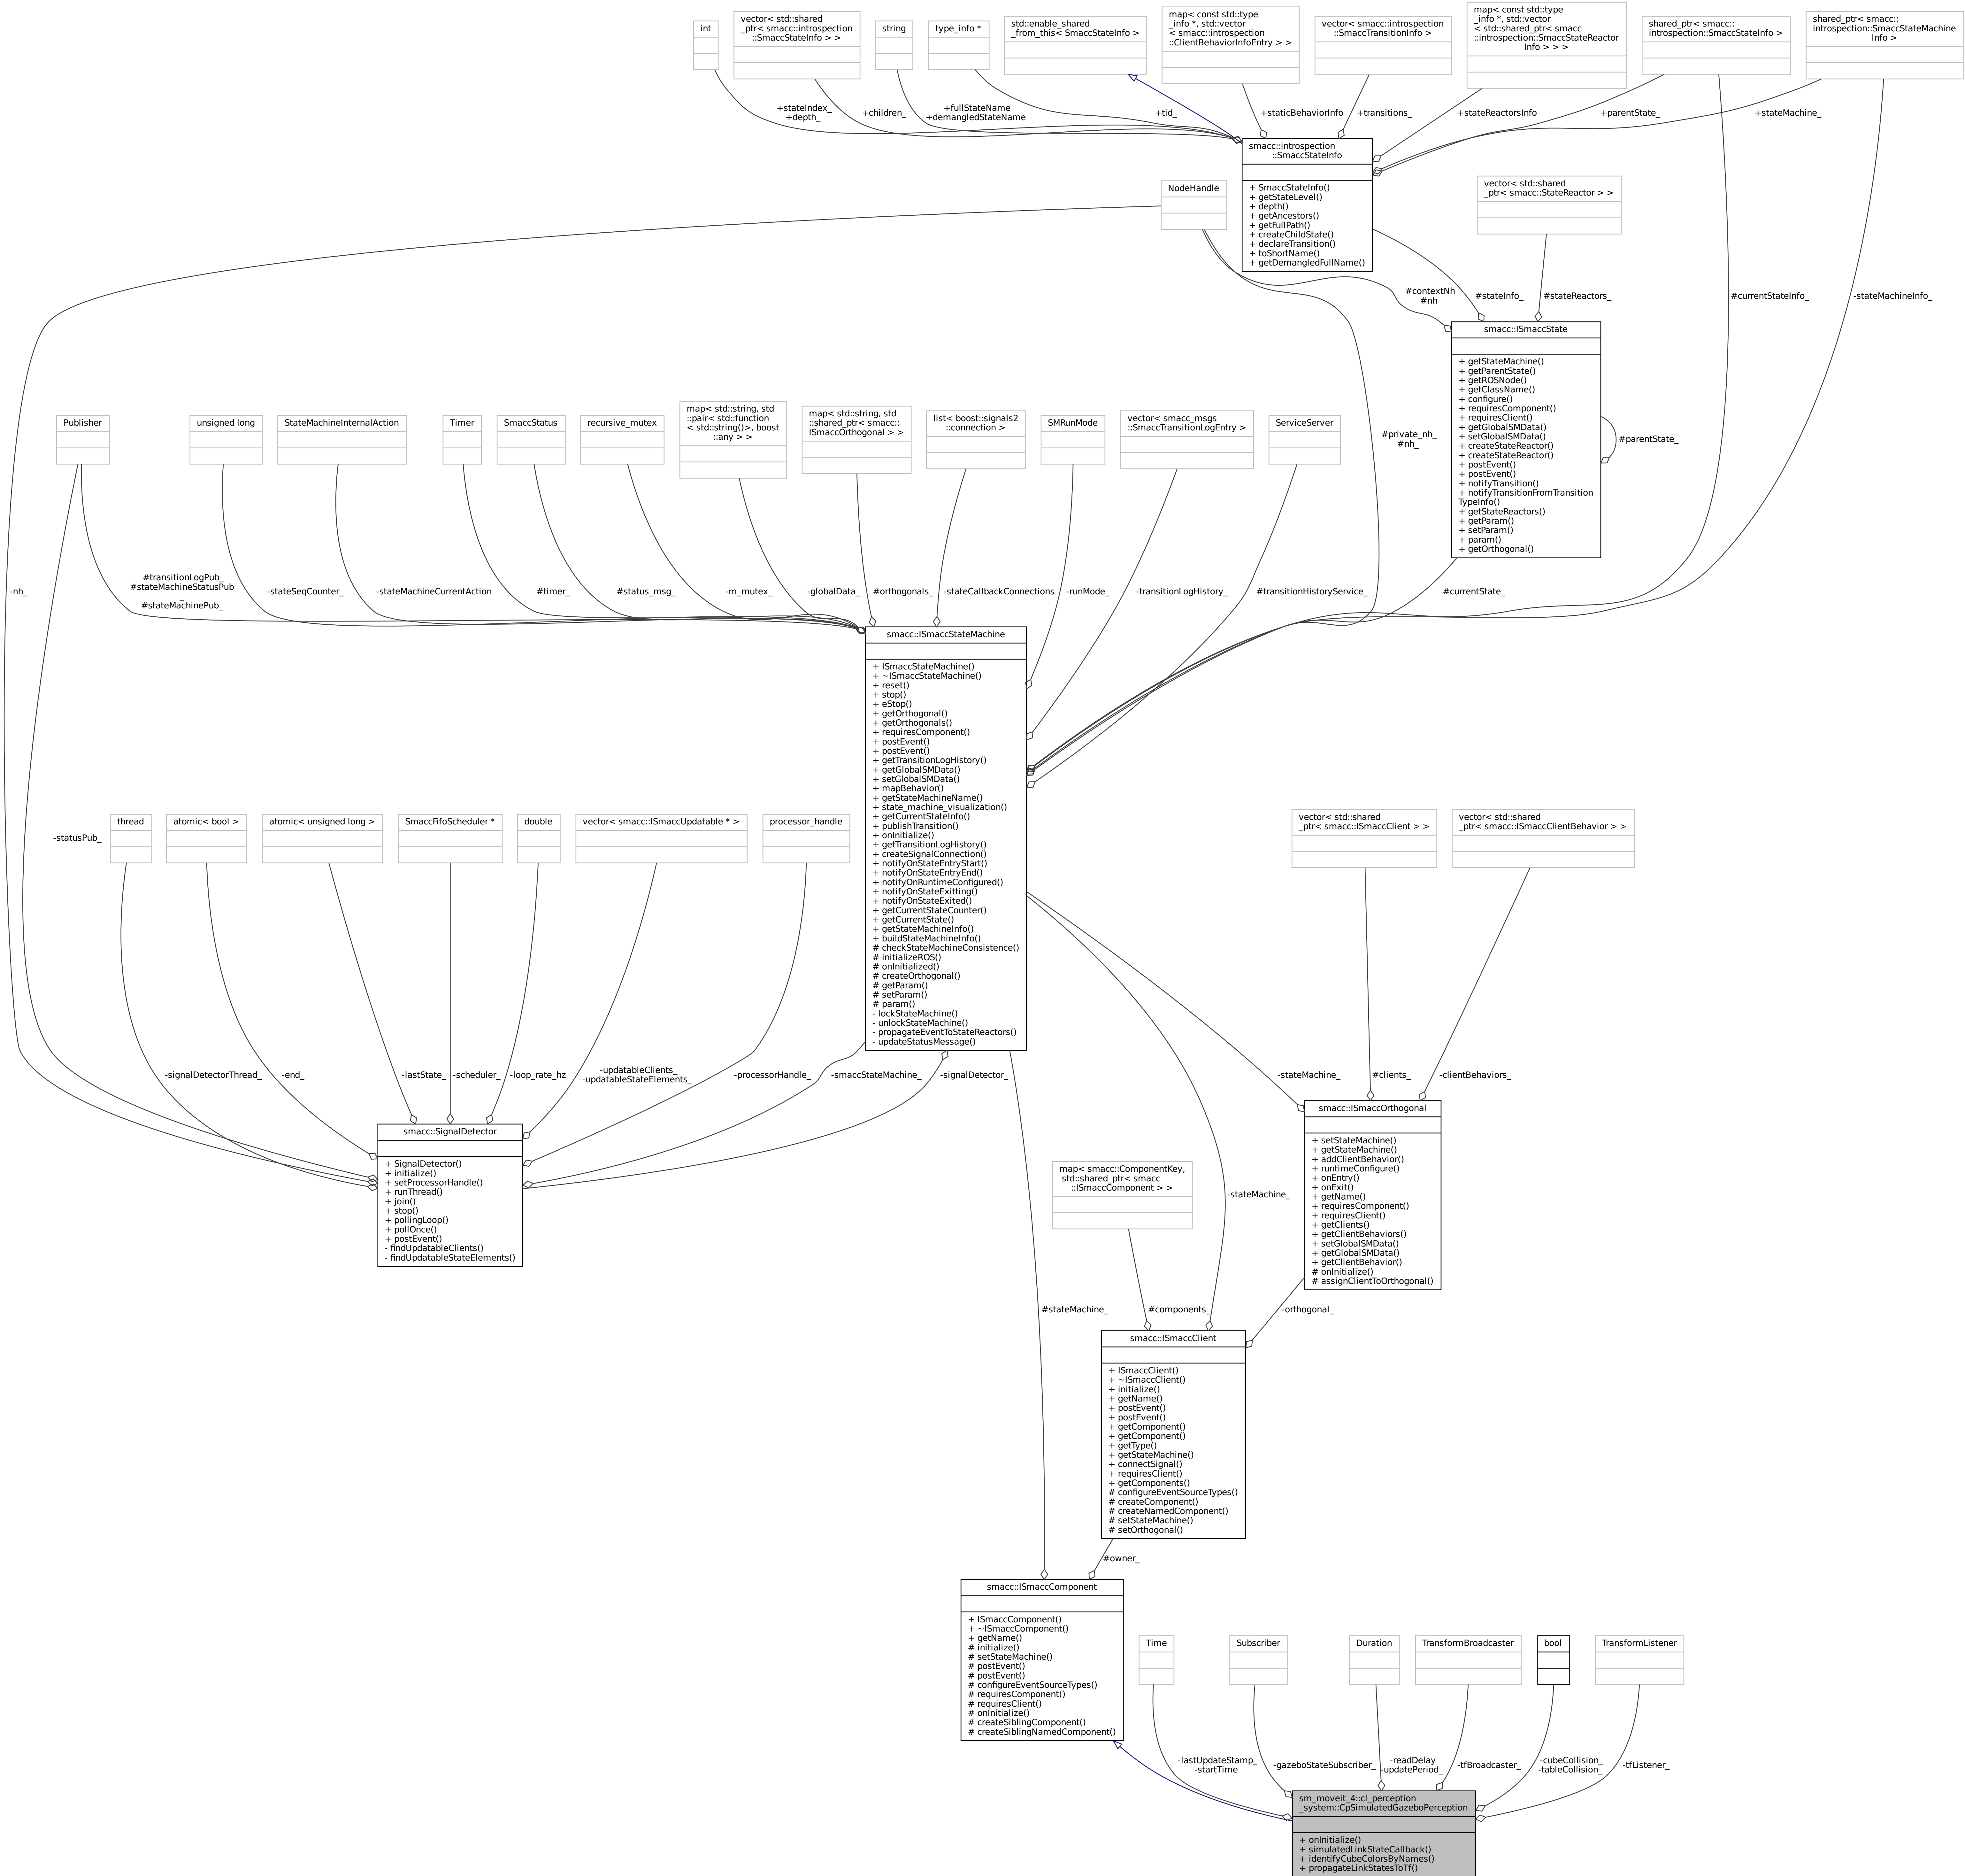 int
vector< std::shared
_ptr< smacc::introspection
::SmaccStateInfo > >
string
type_info *
std::enable_shared
_from_this< SmaccStateInfo >
map< const std::type
_info *, std::vector
< smacc::introspection
::ClientBehaviorInfoEntry > >
vector< smacc::introspection
::SmaccTransitionInfo >
map< const std::type
_info *, std::vector
< std::shared_ptr< smacc
::introspection::SmaccStateReactor
Info > > >
shared_ptr< smacc::
introspection::SmaccStateInfo >
shared_ptr< smacc::
introspection::SmaccStateMachine
Info >
+stateIndex_
+depth_
+children_
+fullStateName
+demangledStateName
+tid_
+staticBehaviorInfo
+transitions_
+stateReactorsInfo
+parentState_
+stateMachine_
smacc::introspection
::SmaccStateInfo
+ SmaccStateInfo()
+ getStateLevel()
+ depth()
+ getAncestors()
+ getFullPath()
+ createChildState()
+ declareTransition()
+ toShortName()
+ getDemangledFullName()
NodeHandle
vector< std::shared
_ptr< smacc::StateReactor > >
#contextNh
#nh
#stateInfo_
#stateReactors_
#currentStateInfo_
-stateMachineInfo_
smacc::ISmaccState
+ getStateMachine()
+ getParentState()
+ getROSNode()
+ getClassName()
+ configure()
+ requiresComponent()
+ requiresClient()
+ getGlobalSMData()
+ setGlobalSMData()
+ createStateReactor()
+ createStateReactor()
+ postEvent()
+ postEvent()
+ notifyTransition()
+ notifyTransitionFromTransition
TypeInfo()
+ getStateReactors()
+ getParam()
+ setParam()
+ param()
+ getOrthogonal()
#parentState_
Publisher
unsigned long
StateMachineInternalAction
Timer
SmaccStatus
recursive_mutex
map< std::string, std
::pair< std::function
< std::string()>, boost
::any > >
map< std::string, std
::shared_ptr< smacc::
ISmaccOrthogonal > >
list< boost::signals2
::connection >
SMRunMode
vector< smacc_msgs
::SmaccTransitionLogEntry >
ServiceServer
#private_nh_
#nh_
-nh_
#transitionLogPub_
#stateMachineStatusPub
_
#stateMachinePub_
-stateSeqCounter_
-stateMachineCurrentAction
#timer_
#status_msg_
-m_mutex_
-globalData_
#orthogonals_
-stateCallbackConnections
-runMode_
-transitionLogHistory_
#transitionHistoryService_
#currentState_
smacc::ISmaccStateMachine
+ ISmaccStateMachine()
+ ~ISmaccStateMachine()
+ reset()
+ stop()
+ eStop()
+ getOrthogonal()
+ getOrthogonals()
+ requiresComponent()
+ postEvent()
+ postEvent()
+ getTransitionLogHistory()
+ getGlobalSMData()
+ setGlobalSMData()
+ mapBehavior()
+ getStateMachineName()
+ state_machine_visualization()
+ getCurrentStateInfo()
+ publishTransition()
+ onInitialize()
+ getTransitionLogHistory()
+ createSignalConnection()
+ notifyOnStateEntryStart()
+ notifyOnStateEntryEnd()
+ notifyOnRuntimeConfigured()
+ notifyOnStateExitting()
+ notifyOnStateExited()
+ getCurrentStateCounter()
+ getCurrentState()
+ getStateMachineInfo()
+ buildStateMachineInfo()
# checkStateMachineConsistence()
# initializeROS()
# onInitialized()
# createOrthogonal()
# getParam()
# setParam()
# param()
- lockStateMachine()
- unlockStateMachine()
- propagateEventToStateReactors()
- updateStatusMessage()
-statusPub_
thread
atomic< bool >
atomic< unsigned long >
SmaccFifoScheduler *
double
vector< smacc::ISmaccUpdatable * >
processor_handle
vector< std::shared
_ptr< smacc::ISmaccClient > >
vector< std::shared
_ptr< smacc::ISmaccClientBehavior > >
-signalDetectorThread_
-end_
-lastState_
-scheduler_
-loop_rate_hz
-updatableClients_
-updatableStateElements_
-processorHandle_
-smaccStateMachine_
-signalDetector_
-stateMachine_
#clients_
-clientBehaviors_
smacc::SignalDetector
+ SignalDetector()
+ initialize()
+ setProcessorHandle()
+ runThread()
+ join()
+ stop()
+ pollingLoop()
+ pollOnce()
+ postEvent()
- findUpdatableClients()
- findUpdatableStateElements()
smacc::ISmaccOrthogonal
+ setStateMachine()
+ getStateMachine()
+ addClientBehavior()
+ runtimeConfigure()
+ onEntry()
+ onExit()
+ getName()
+ requiresComponent()
+ requiresClient()
+ getClients()
+ getClientBehaviors()
+ setGlobalSMData()
+ getGlobalSMData()
+ getClientBehavior()
# onInitialize()
# assignClientToOrthogonal()
map< smacc::ComponentKey,
std::shared_ptr< smacc
::ISmaccComponent > >
-stateMachine_
#stateMachine_
#components_
-orthogonal_
smacc::ISmaccClient
+ ISmaccClient()
+ ~ISmaccClient()
+ initialize()
+ getName()
+ postEvent()
+ postEvent()
+ getComponent()
+ getComponent()
+ getType()
+ getStateMachine()
+ connectSignal()
+ requiresClient()
+ getComponents()
# configureEventSourceTypes()
# createComponent()
# createNamedComponent()
# setStateMachine()
# setOrthogonal()
#owner_
smacc::ISmaccComponent
+ ISmaccComponent()
+ ~ISmaccComponent()
+ getName()
# initialize()
# setStateMachine()
# postEvent()
# postEvent()
# configureEventSourceTypes()
# requiresComponent()
# requiresClient()
# onInitialize()
# createSiblingComponent()
# createSiblingNamedComponent()
Time
Subscriber
Duration
TransformBroadcaster
bool
TransformListener
-lastUpdateStamp_
-startTime
-gazeboStateSubscriber_
-readDelay
-updatePeriod_
-tfBroadcaster_
-cubeCollision_
-tableCollision_
-tfListener_
sm_moveit_4::cl_perception
_system::CpSimulatedGazeboPerception
+ onInitialize()
+ simulatedLinkStateCallback()
+ identifyCubeColorsByNames()
+ propagateLinkStatesToTf()